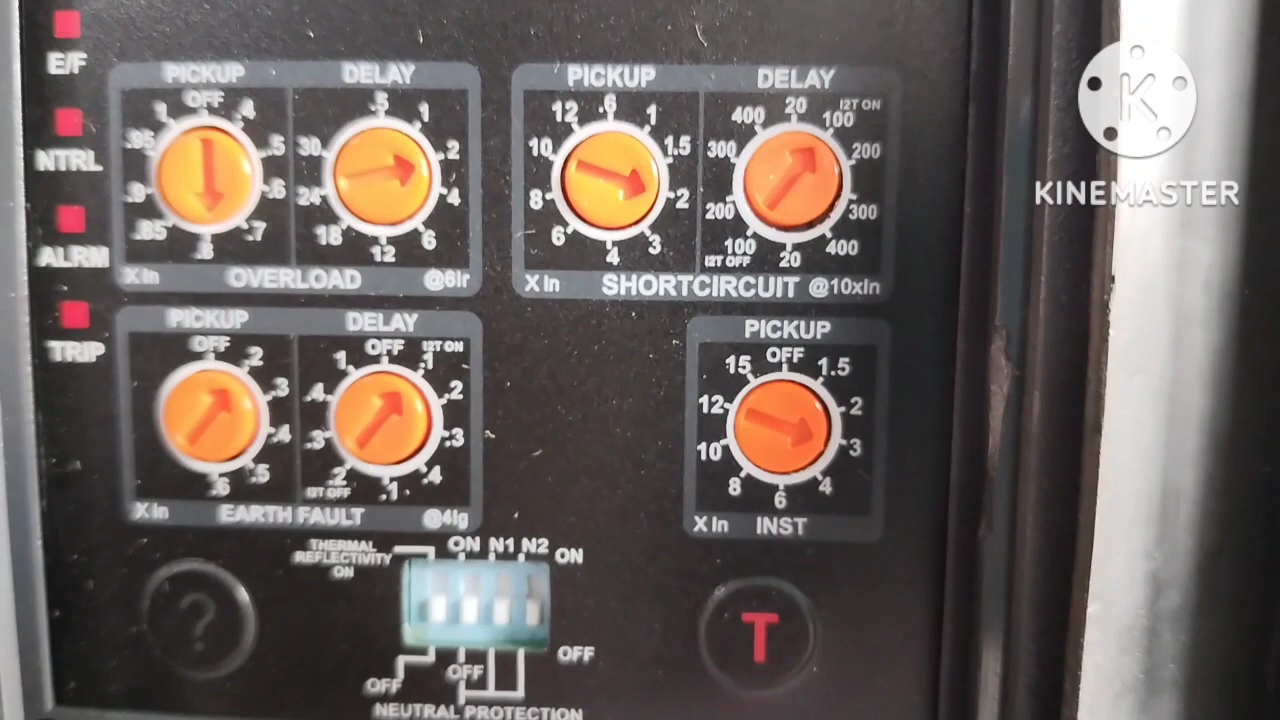 E/F
NTRL
ALRM
TRIP
PICKUP
OFF
.4
.5
.6
.7
.8
.85
.9
.95
1
X In
DELAY
.5
1
2
4
6
12
18
24
30
OVERLOAD
@6Ir
PICKUP
.6
1
1.5
2
3
4
6
8
10
12
X In
DELAY
20
I2T ON
100
200
300
400
20
I2T OFF
100
200
300
400
SHORTCIRCUIT
@10xIn
PICKUP
OFF
.2
.3
.4
.5
.6
X In
DELAY
OFF
I2T ON
.1
.2
.3
.4
.1
.2
I2T OFF
.3
.4
.1
EARTH FAULT
@4Ig
PICKUP
OFF
1.5
2
3
4
6
8
10
12
15
X In
INST
THERMAL
REFLECTIVITY
ON
ON N1 N2
ON
?
T
OFF
OFF
OFF
NEUTRAL PROTECTION
K
KINEMASTER